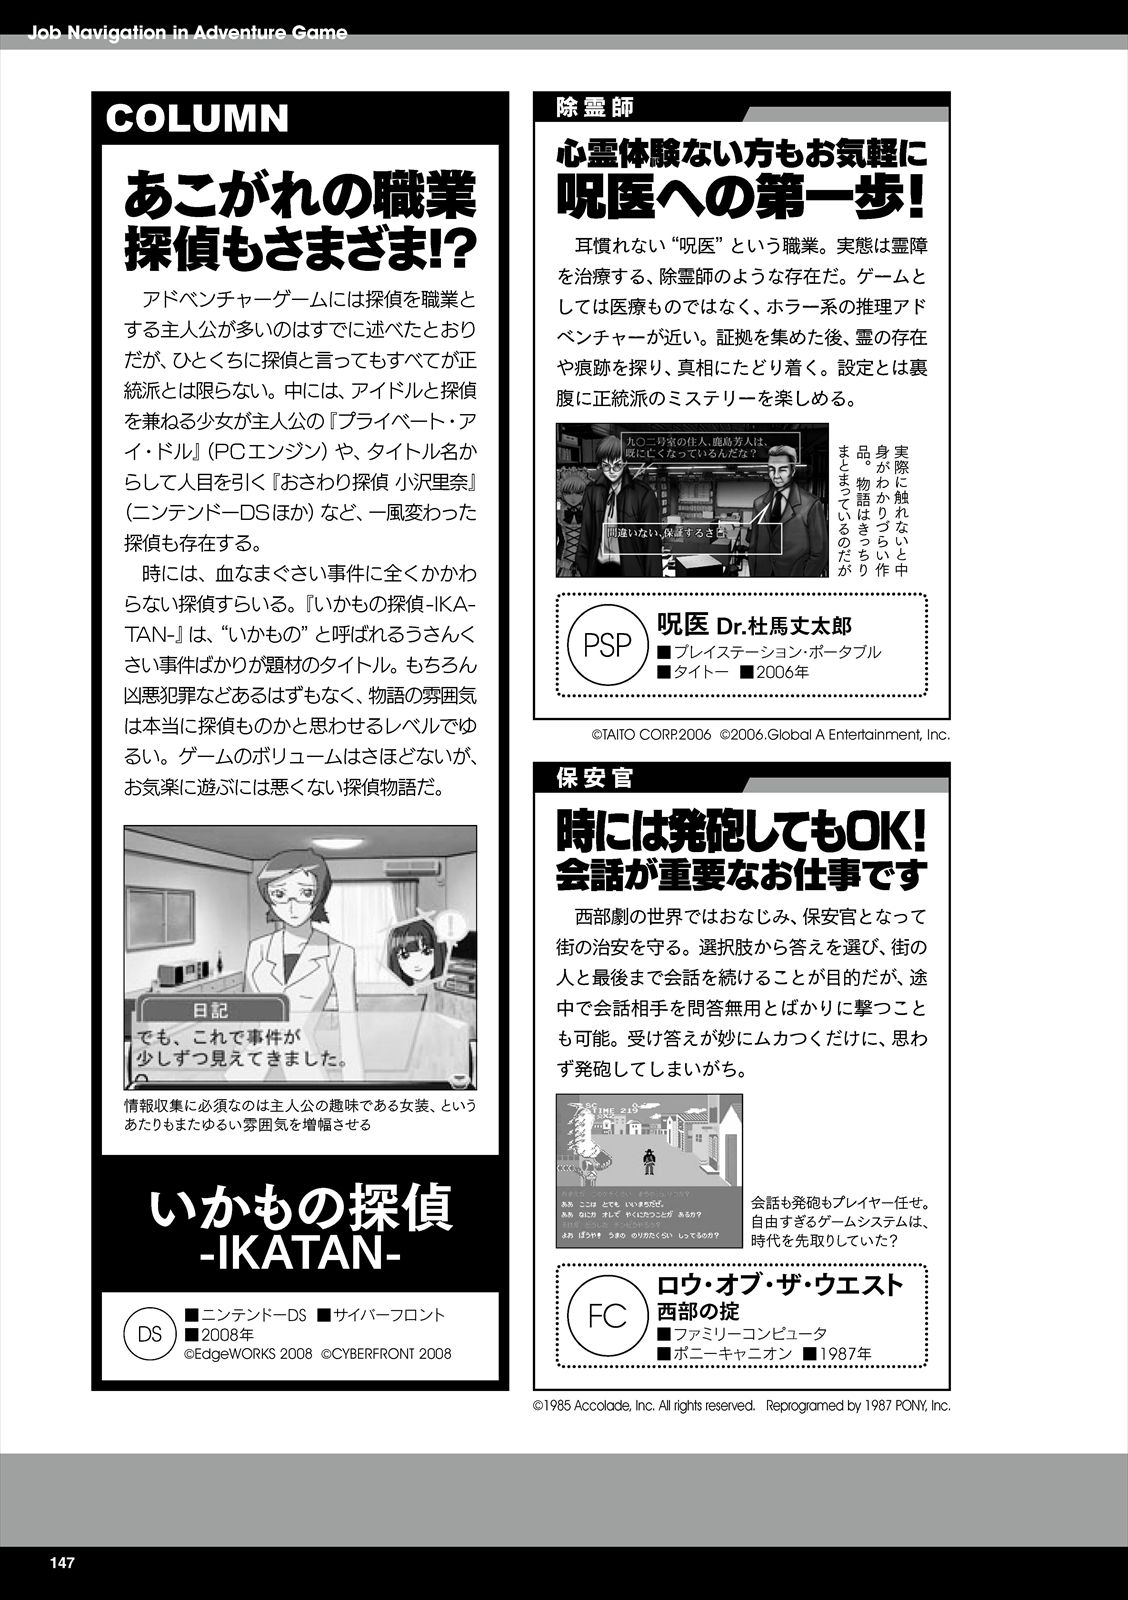 Job Navigation in Adventure Game
COLUMN
あこがれの職業
探偵もさまざま!?
アドベンチャーゲームには探偵を職業と
する主人公が多いのはすでに述べたとおり
だが、ひとくちに探偵と言ってもすべてが正
統派とは限らない。中には、アイドルと探偵
を兼ねる少女が主人公の『プライベート・ア
イ・ドル』（PCエンジン）や、タイトル名か
らして人目を引く『おさわり探偵 小沢里奈』
（ニンテンドーDSほか）など、一風変わった
探偵も存在する。
時には、血なまぐさい事件に全くかかわ
らない探偵すらいる。『いかもの探偵-IKA-
TAN-』は、“いかもの”と呼ばれるうさんく
さい事件ばかりが題材のタイトル。もちろん
凶悪犯罪などあるはずもなく、物語の雰囲気
は本当に探偵ものかと思わせるレベルでゆ
るい。ゲームのボリュームはさほどないが、
お気楽に遊ぶには悪くない探偵物語だ。
日記
でも、これで事件が
少しずつ見えてきました。
情報収集に必須なのは主人公の趣味である女装、という
あたりもまたゆるい雰囲気を増幅させる
いかもの探偵
-IKATAN-
DS
■ニンテンドーDS ■サイバーフロント
■2008年
©EdgeWORKS 2008 ©CYBERFRONT 2008
除霊師
心霊体験ない方もお気軽に
呪医への第一歩!
耳慣れない“呪医”という職業。実態は霊障
を治療する、除霊師のような存在だ。ゲームと
しては医療ものではなく、ホラー系の推理アド
ベンチャーが近い。証拠を集めた後、霊の存在
や痕跡を探り、真相にたどり着く。設定とは裏
腹に正統派のミステリーを楽しめる。
九〇二号室の住人、鹿島芳人は、
既に亡くなっているんだな？
間違いない、保証するさ
実際に触れないと中
身がわかりづらい作
品。物語はきっちり
まとまっているのだが
PSP
呪医 Dr.杜馬丈太郎
■プレイステーション・ポータブル
■タイトー ■2006年
©TAITO CORP.2006 ©2006.Global A Entertainment, Inc.
保安官
時には発砲してもOK!
会話が重要なお仕事です
西部劇の世界ではおなじみ、保安官となって
街の治安を守る。選択肢から答えを選び、街の
人と最後まで会話を続けることが目的だが、途
中で会話相手を問答無用とばかりに撃つこと
も可能。受け答えが妙にムカつくだけに、思わ
ず発砲してしまいがち。
TIME 219
ああ ここは とても いいまちだぜ。
ああ なにか オレで やくにたつことが あるか?
よお ぼうや! うまの のりかたくらい しってるのか?
会話も発砲もプレイヤー任せ。
自由すぎるゲームシステムは、
時代を先取りしていた？
FC
ロウ・オブ・ザ・ウエスト
西部の掟
■ファミリーコンピュータ
■ポニーキャニオン ■1987年
©1985 Accolade, Inc. All rights reserved. Reprogramed by 1987 PONY, Inc.
147